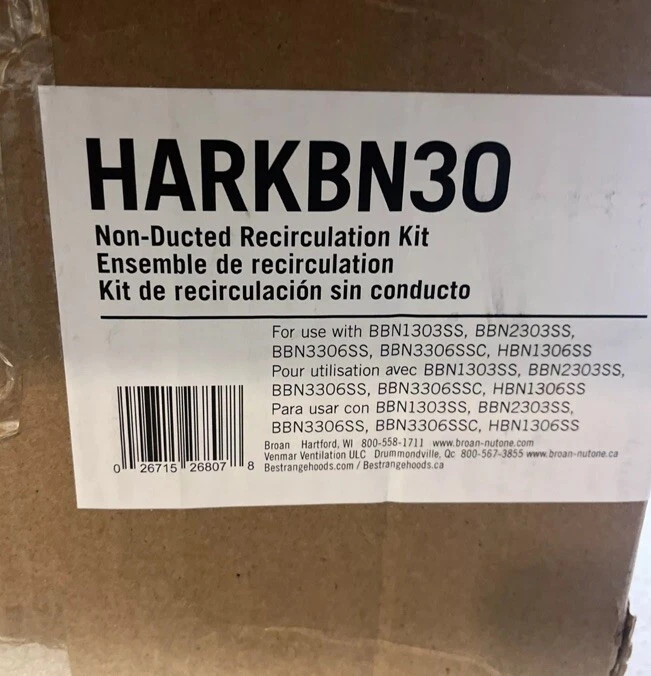 HARKBN30
Non-Ducted Recirculation Kit
Ensemble de recirculation
Kit de recirculación sin conducto
For use with BBN1303SS, BBN2303SS,
BBN3306SS, BBN3306SSC, HBN1306SS
Pour utilisation avec BBN1303SS, BBN2303SS,
BBN3306SS, BBN3306SSC, HBN1306SS
Para usar con BBN1303SS, BBN2303SS,
BBN3306SS, BBN3306SSC, HBN1306SS
Broan Hartford, WI 800-558-1711 www.broan-nutone.com
Venmar Ventilation ULC Drummondville, Qc 800-567-3855 www.broan-nutone.ca
Bestrangehoods.com / Bestrangehoods.ca
0 26715 26807 8